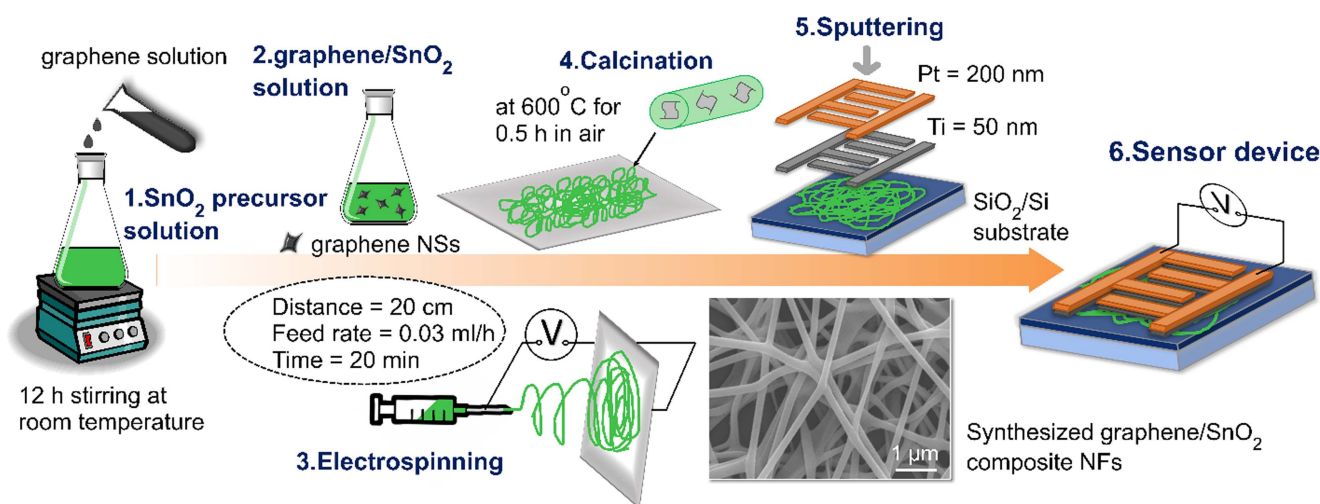 graphene solution
1.SnO₂ precursor
solution
12 h stirring at
room temperature
2.graphene/SnO₂
solution
graphene NSs
Distance = 20 cm
Feed rate = 0.03 ml/h
Time = 20 min
V
3.Electrospinning
4.Calcination
at 600°C for
0.5 h in air
5.Sputtering
Pt = 200 nm
Ti = 50 nm
SiO₂/Si
substrate
1 µm
Synthesized graphene/SnO₂
composite NFs
6.Sensor device
V